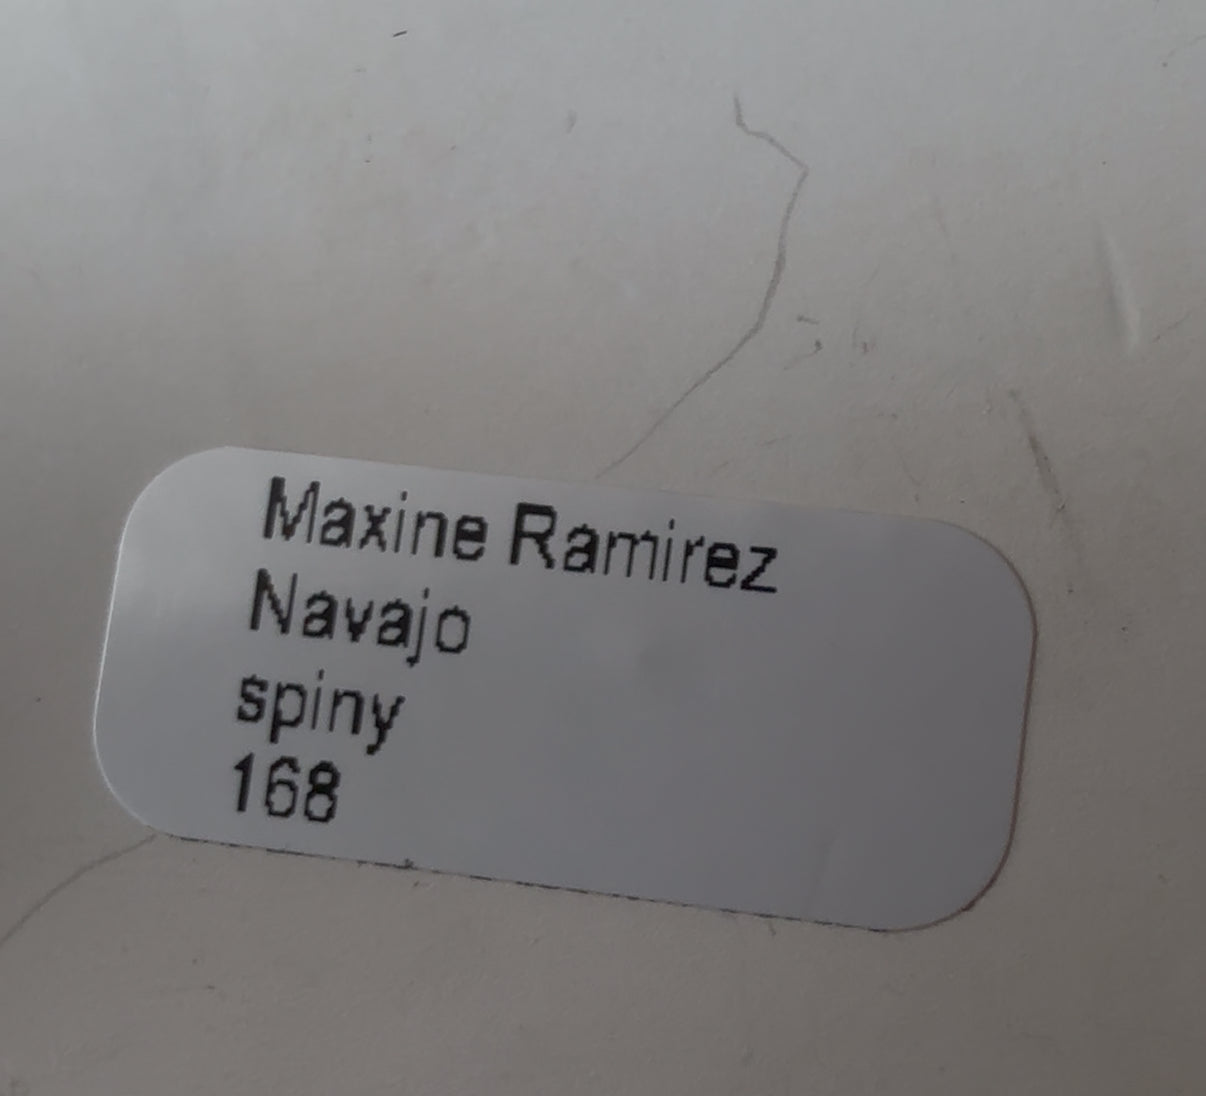 Maxine Ramirez
Navajo
spiny
168